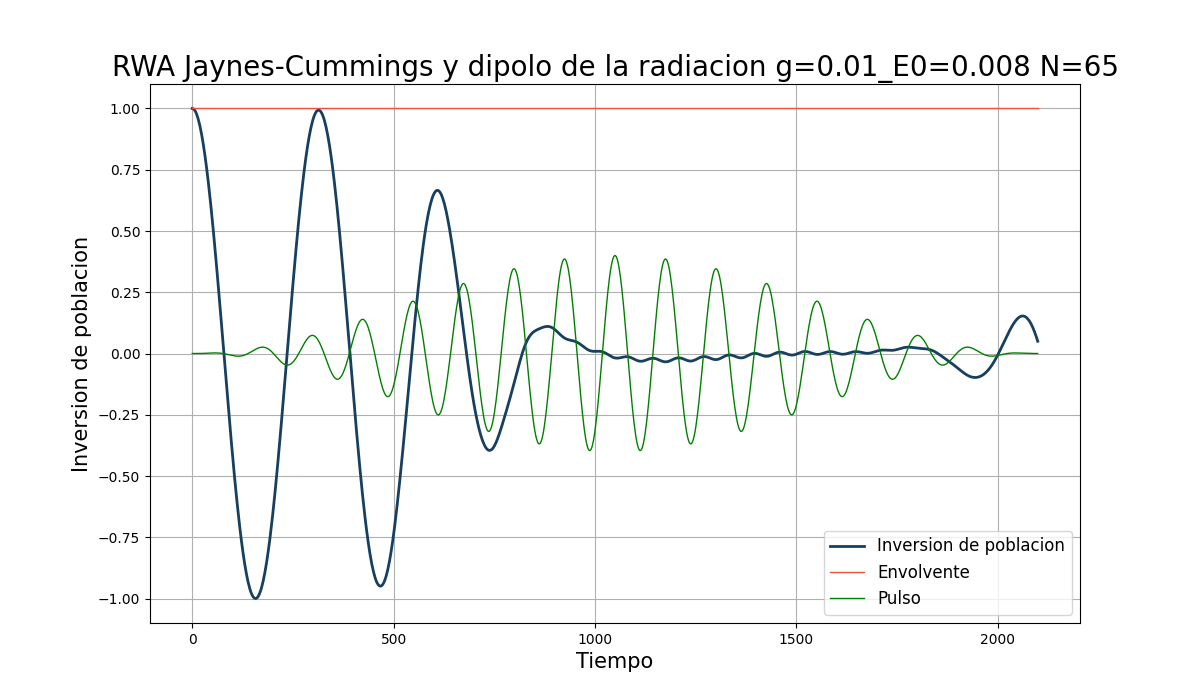 RWA Jaynes-Cummings y dipolo de la radiacion g=0.01_E0=0.008 N=65
1.00
0.75
0.50
0.25
0.00
−0.25
−0.50
−0.75
−1.00
Inversion de poblacion
Inversion de poblacion
Envolvente
Pulso
0 500 1000 1500 2000
Tiempo